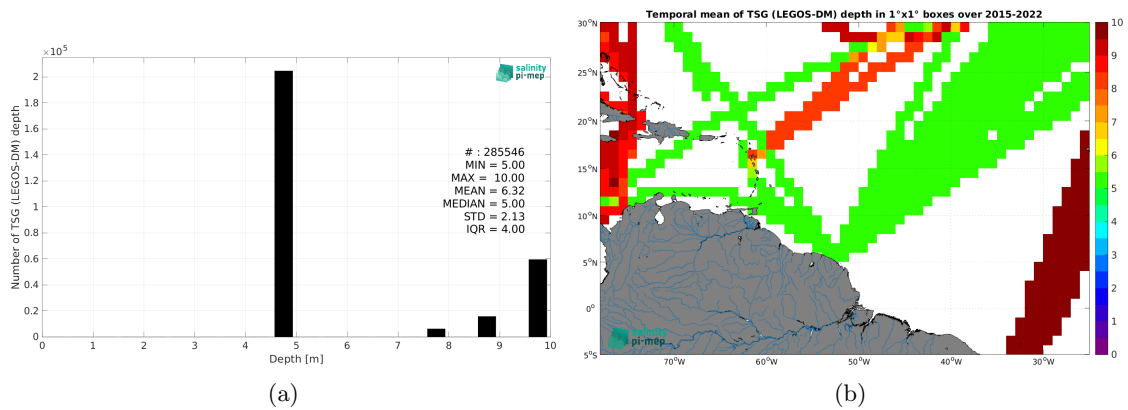 ×10⁵
2
1.8
1.6
1.4
1.2
1
0.8
0.6
0.4
0.2
0
Number of TSG (LEGOS-DM) depth
0 1 2 3 4 5 6 7 8 9 10
Depth [m]
salinity
pi-mep
# : 285546
MIN = 5.00
MAX = 10.00
MEAN = 6.32
MEDIAN = 5.00
STD = 2.13
IQR = 4.00
(a)
Temporal mean of TSG (LEGOS-DM) depth in 1°x1° boxes over 2015-2022
30°N
25°N
20°N
15°N
10°N
5°N
0°
5°S
70°W 60°W 50°W 40°W 30°W
salinity
pi-mep
10
9
8
7
6
5
4
3
2
1
0
(b)